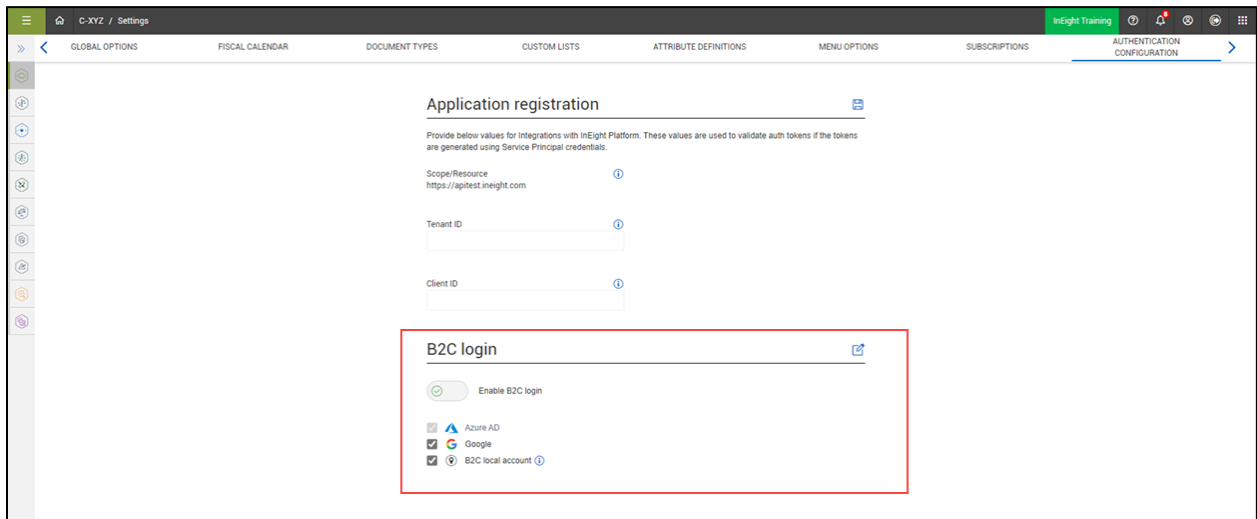 C-XYZ / Settings
InEight Training
8
GLOBAL OPTIONS
FISCAL CALENDAR
DOCUMENT TYPES
CUSTOM LISTS
ATTRIBUTE DEFINITIONS
MENU OPTIONS
SUBSCRIPTIONS
AUTHENTICATION
CONFIGURATION
Application registration
Provide below values for Integrations with InEight Platform. These values are used to validate auth tokens if the tokens
are generated using Service Principal credentials.
Scope/Resource
https://apitest.ineight.com
Tenant ID
Client ID
B2C login
Enable B2C login
Azure AD
Google
B2C local account